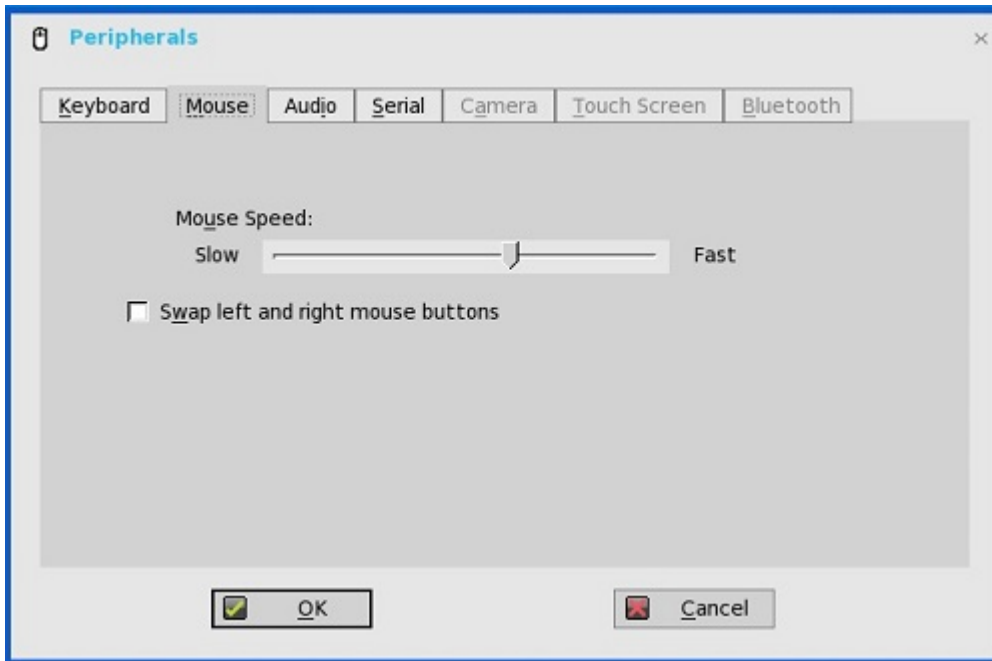 Peripherals
Keyboard Mouse Audio Serial Camera Touch Screen Bluetooth
Mouse Speed:
Slow Fast
Swap left and right mouse buttons
OK Cancel